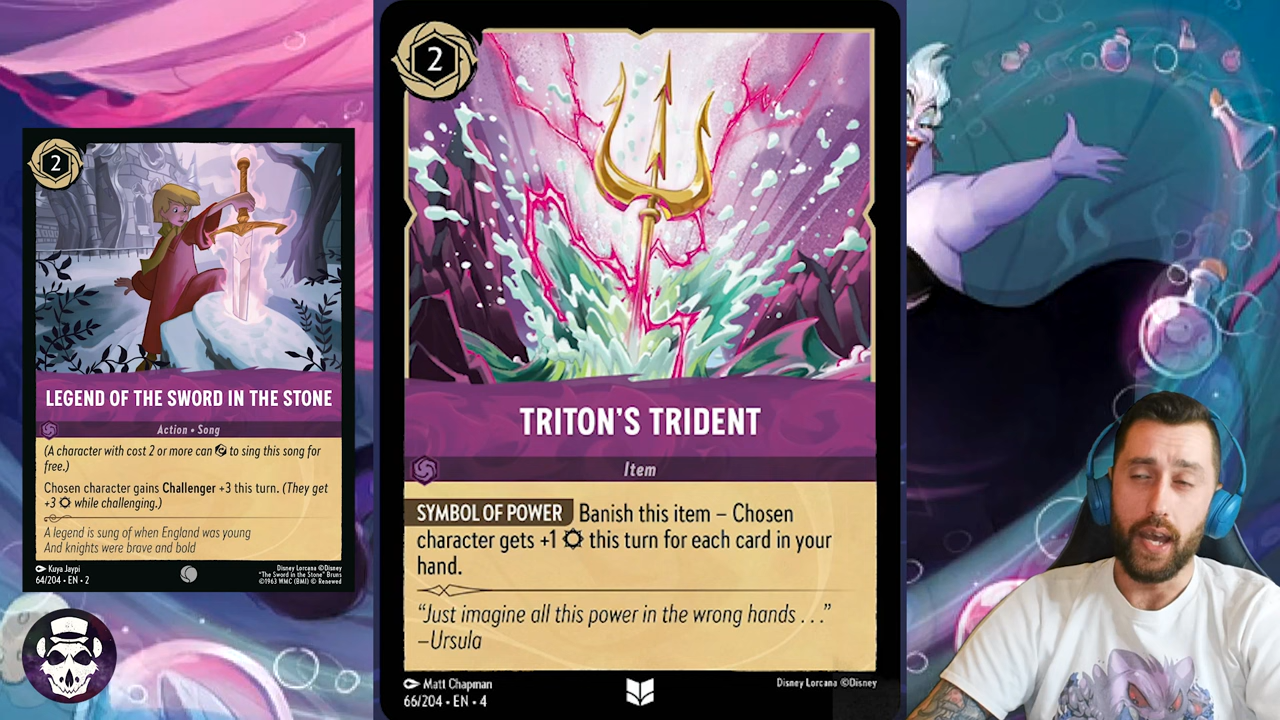 2
LEGEND OF THE SWORD IN THE STONE
Action • Song
(A character with cost 2 or more can to sing this song for
free.)
Chosen character gains Challenger +3 this turn. (They get
+3 while challenging.)
A legend is sung of when England was young
And knights were brave and bold
Kuya Jaypi
64/204 • EN • 2
Disney Lorcana ©Disney
"The Sword in the Stone" Bruns
©1963 WMC (BMI) © Renewed
2
TRITON'S TRIDENT
Item
SYMBOL OF POWER Banish this item – Chosen
character gets +1 this turn for each card in your
hand.
"Just imagine all this power in the wrong hands . . ."
–Ursula
Matt Chapman
66/204 • EN • 4
Disney Lorcana ©Disney